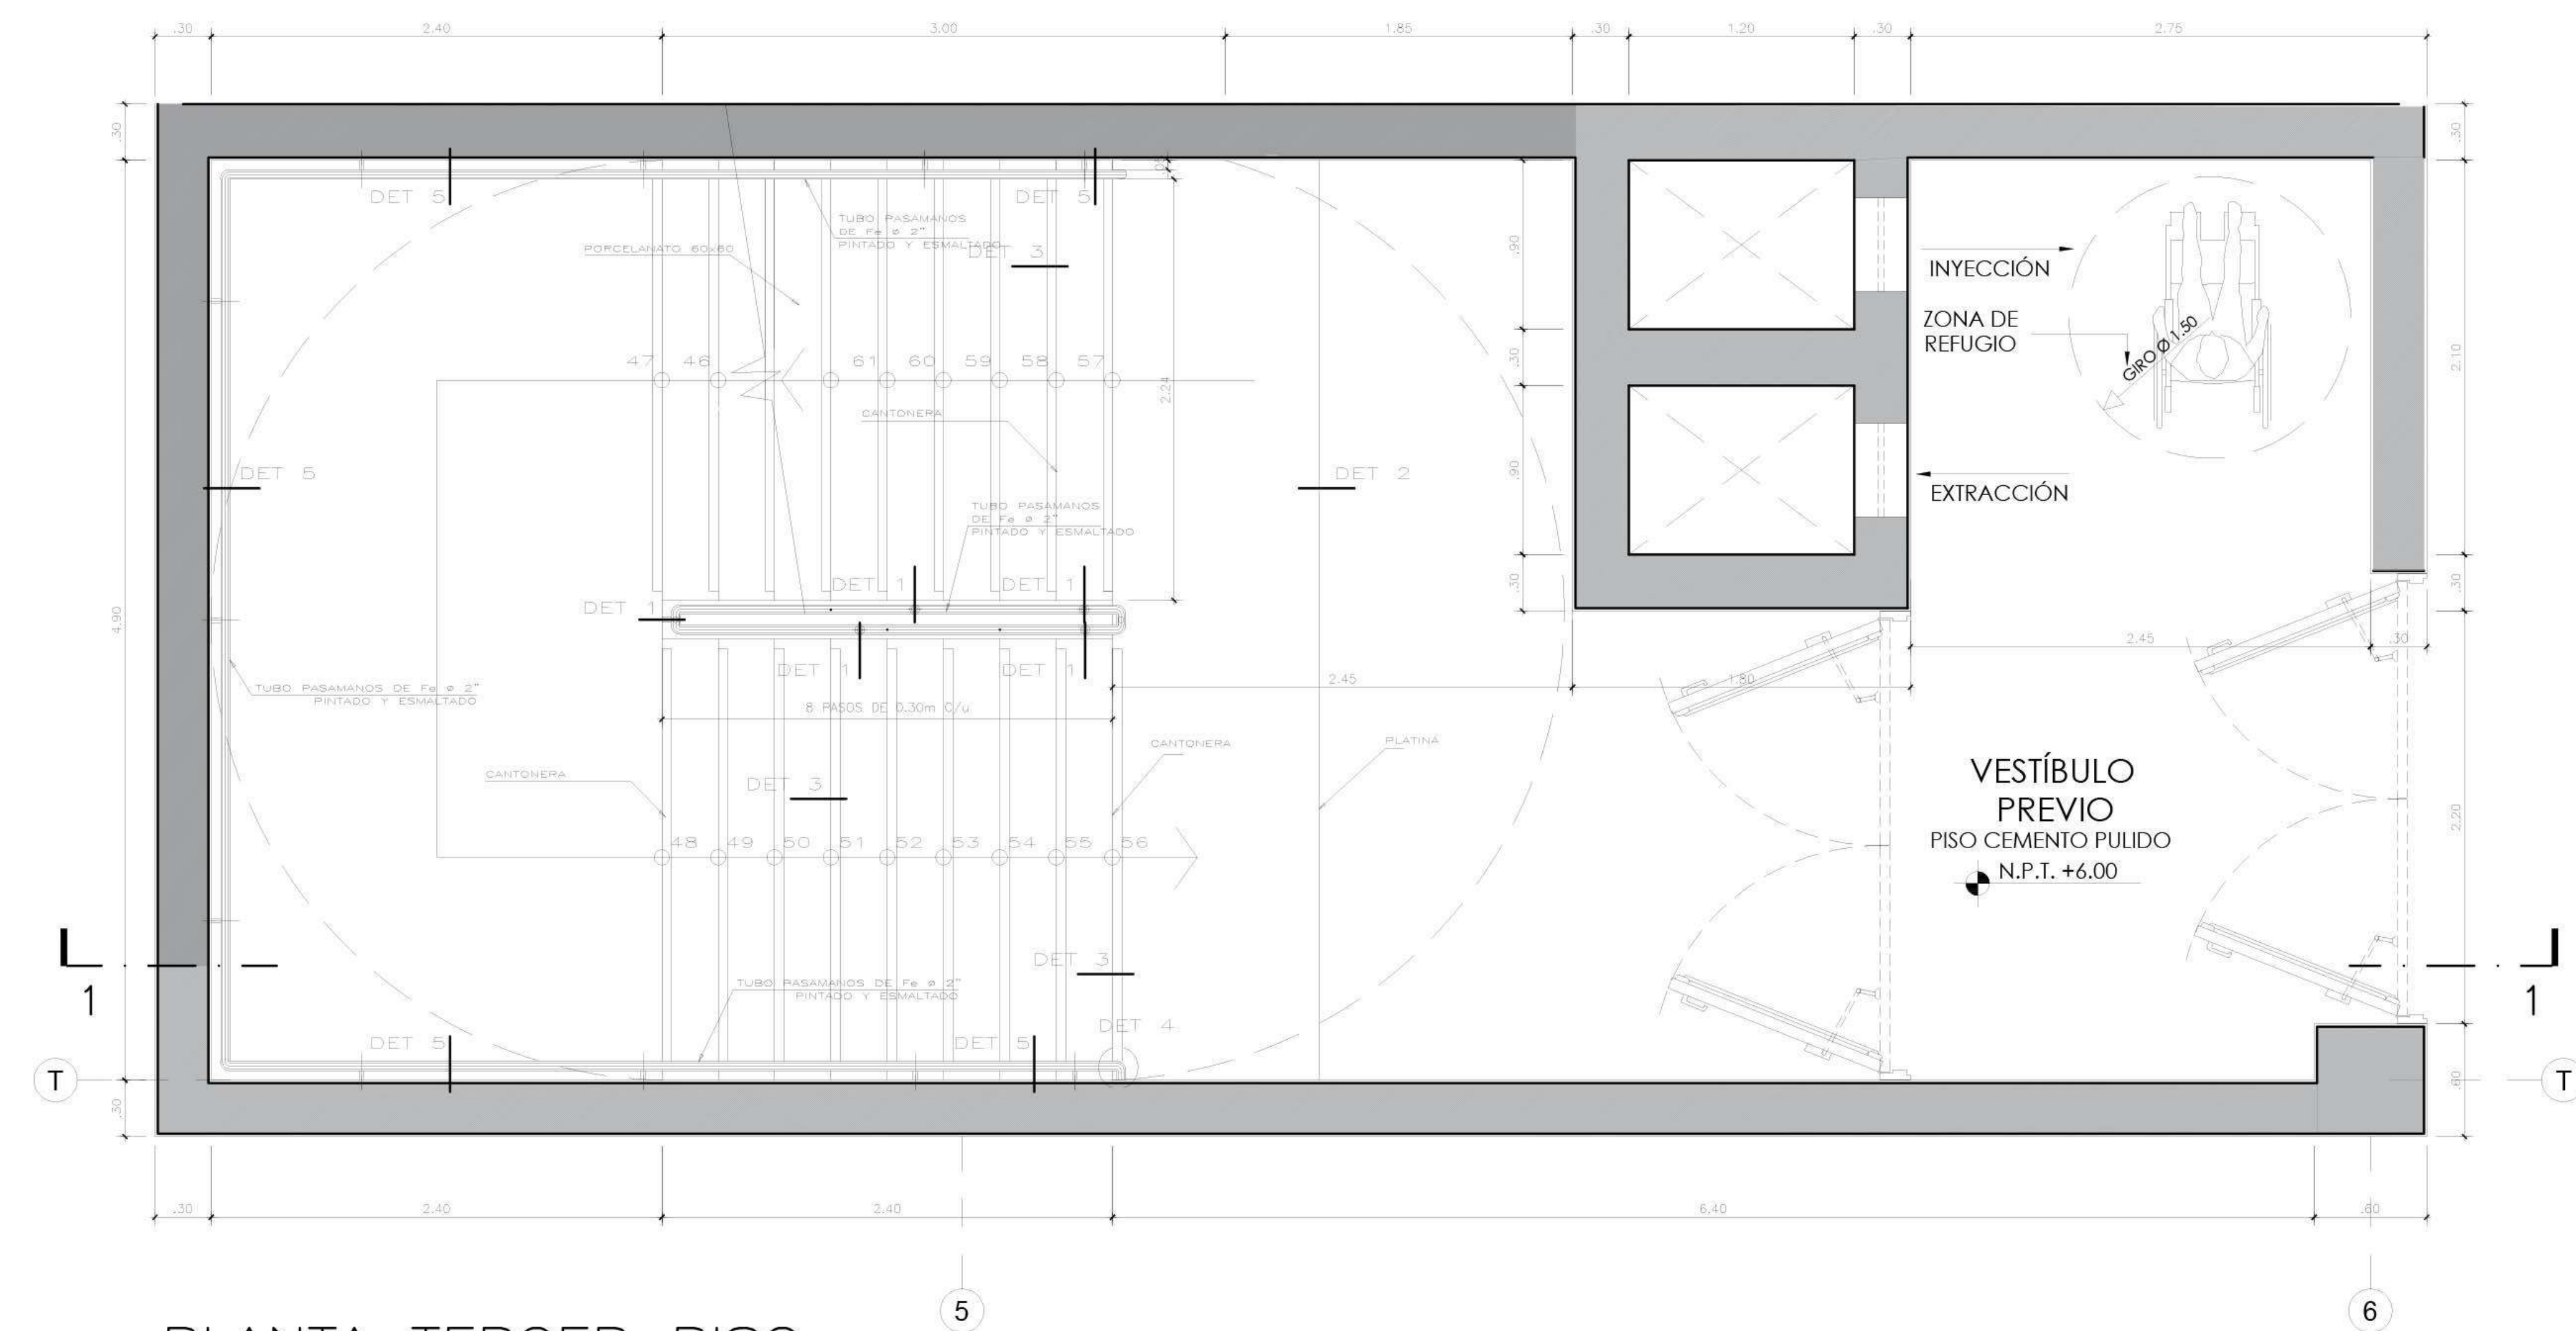 .30 2.40 3.00 1.85 .30 1.20 .30 2.75
.30
.30
.05
DET 5
DET 5
TUBO PASAMANOS
DE Fe ø 2"
PINTADO Y ESMALTADO
PORCELANATO 60x60
DET 3
.90
INYECCIÓN
ZONA DE
REFUGIO
GIRO Ø 1.50
47 46 61 60 59 58 57
.30
2.10
2.24
CANTONERA
DET 5
DET 2
.90
EXTRACCIÓN
TUBO PASAMANOS
DE Fe ø 2"
PINTADO Y ESMALTADO
DET 1
DET 1
DET 1
.30
.30
4.90
DET 1
DET 1
2.45 .30
TUBO PASAMANOS DE Fe ø 2"
PINTADO Y ESMALTADO
2.45 1.80
8 PASOS DE 0.30m C/u
CANTONERA
PLATINA
CANTONERA
DET 3
VESTÍBULO
PREVIO
PISO CEMENTO PULIDO
N.P.T. +6.00
2.20
48 49 50 51 52 53 54 55 56
DET 3
TUBO PASAMANOS DE Fe ø 2"
PINTADO Y ESMALTADO
1
1
DET 4
DET 5
DET 5
T
T
.30
.60
.30 2.40 2.40 6.40 .60
5
6
PLANTA TERCER PISO